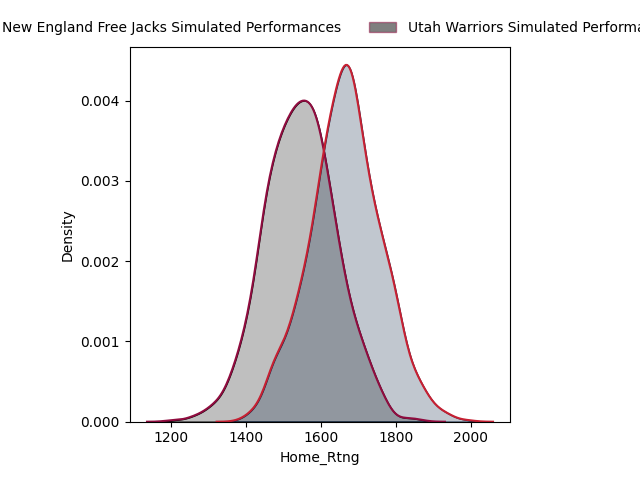 New England Free Jacks Simulated Performances Utah Warriors Simulated Performa
0.004
0.003
0.002
0.001
0.000
Density
1200 1400 1600 1800 2000
Home_Rtng